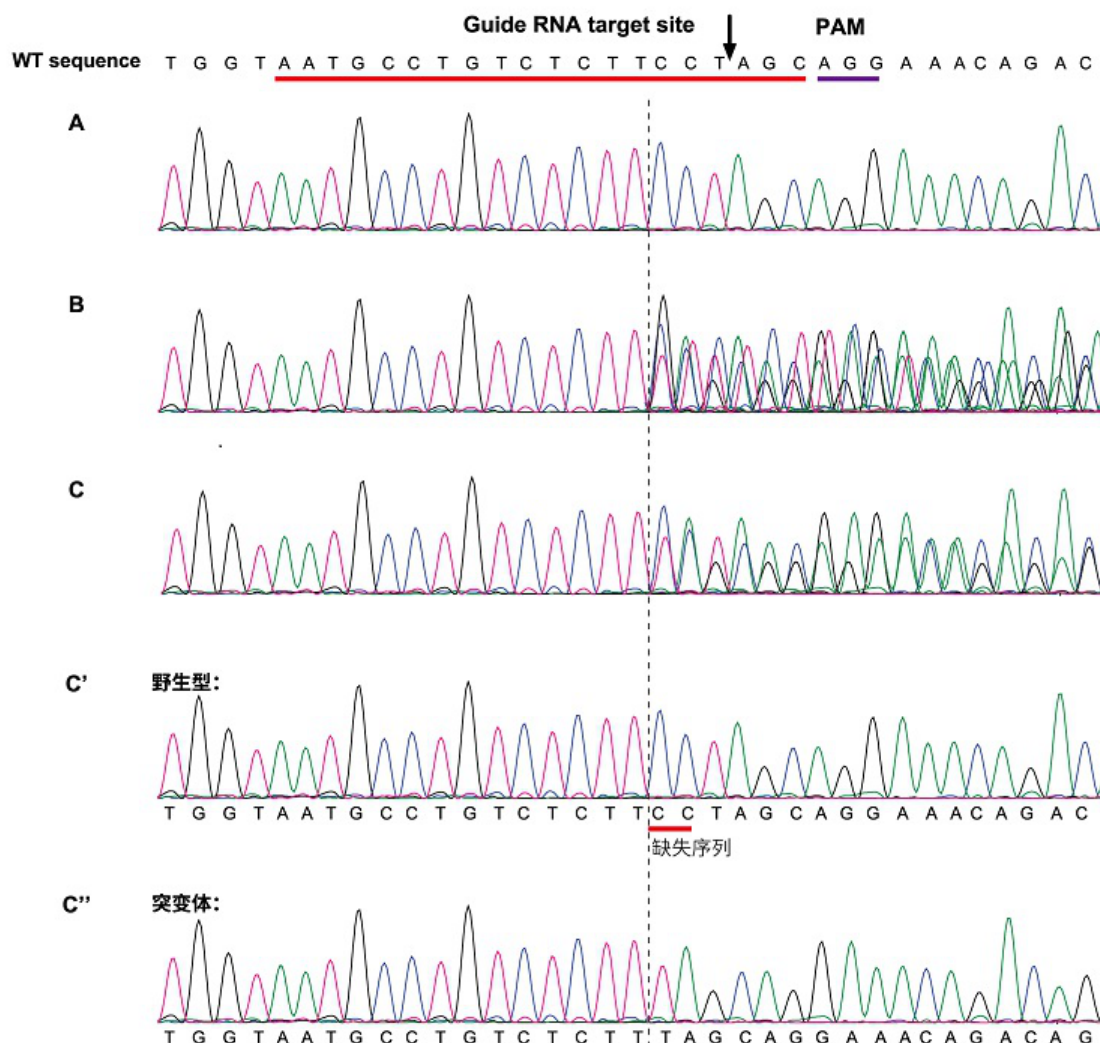 Guide RNA target site PAM
WT sequence T G G T A A T G C C T G T C T C T T C C T A G C A G G A A A C A G A C
A
B
C
C’ 野生型：
T G G T A A T G C C T G T C T C T T C C T A G C A G G A A A C A G A C
缺失序列
C’’ 突变体：
T G G T A A T G C C T G T C T C T T T A G C A G G A A A C A G A C A G